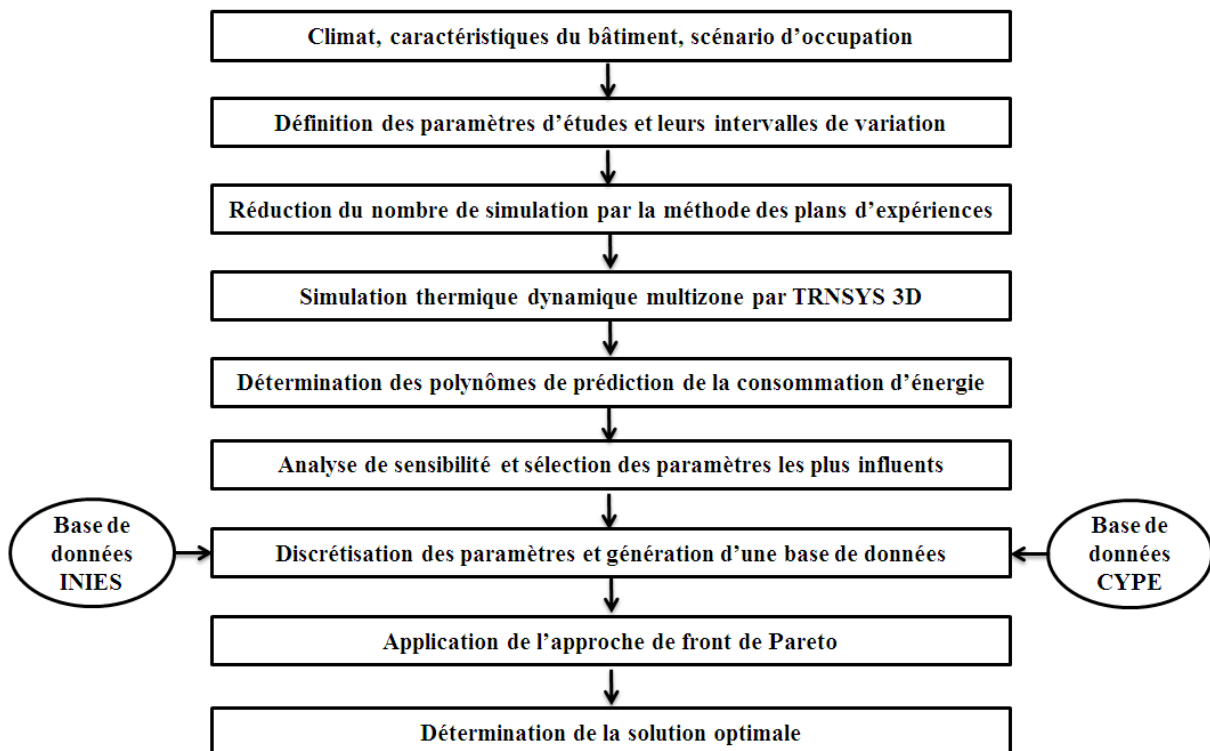 Climat, caractéristiques du bâtiment, scénario d’occupation
Définition des paramètres d’études et leurs intervalles de variation
Réduction du nombre de simulation par la méthode des plans d’expériences
Simulation thermique dynamique multizone par TRNSYS 3D
Détermination des polynômes de prédiction de la consommation d’énergie
Analyse de sensibilité et sélection des paramètres les plus influents
Base de
données
INIES
Discrétisation des paramètres et génération d’une base de données
Base de
données
CYPE
Application de l’approche de front de Pareto
Détermination de la solution optimale